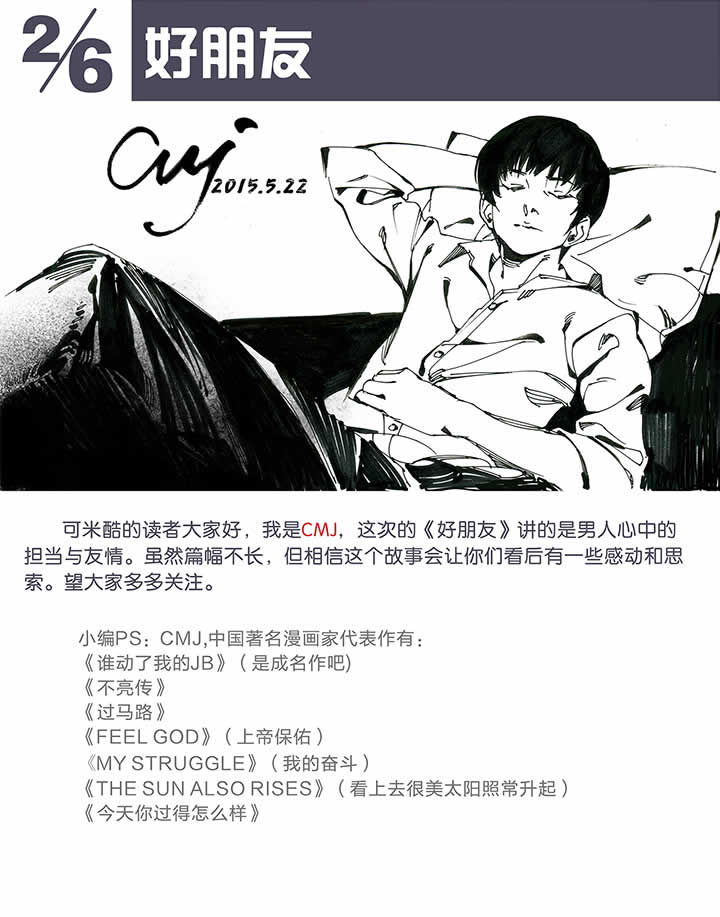 2/6 好朋友
CMJ
2015.5.22
可米酷的读者大家好，我是CMJ，这次的《好朋友》讲的是男人心中的
担当与友情。虽然篇幅不长，但相信这个故事会让你们看后有一些感动和思
索。望大家多多关注。
小编PS：CMJ,中国著名漫画家代表作有：
《谁动了我的JB》（是成名作吧)
《不亮传》
《过马路》
《FEEL GOD》（上帝保佑）
《MY STRUGGLE》（我的奋斗）
《THE SUN ALSO RISES》（看上去很美太阳照常升起）
《今天你过得怎么样》